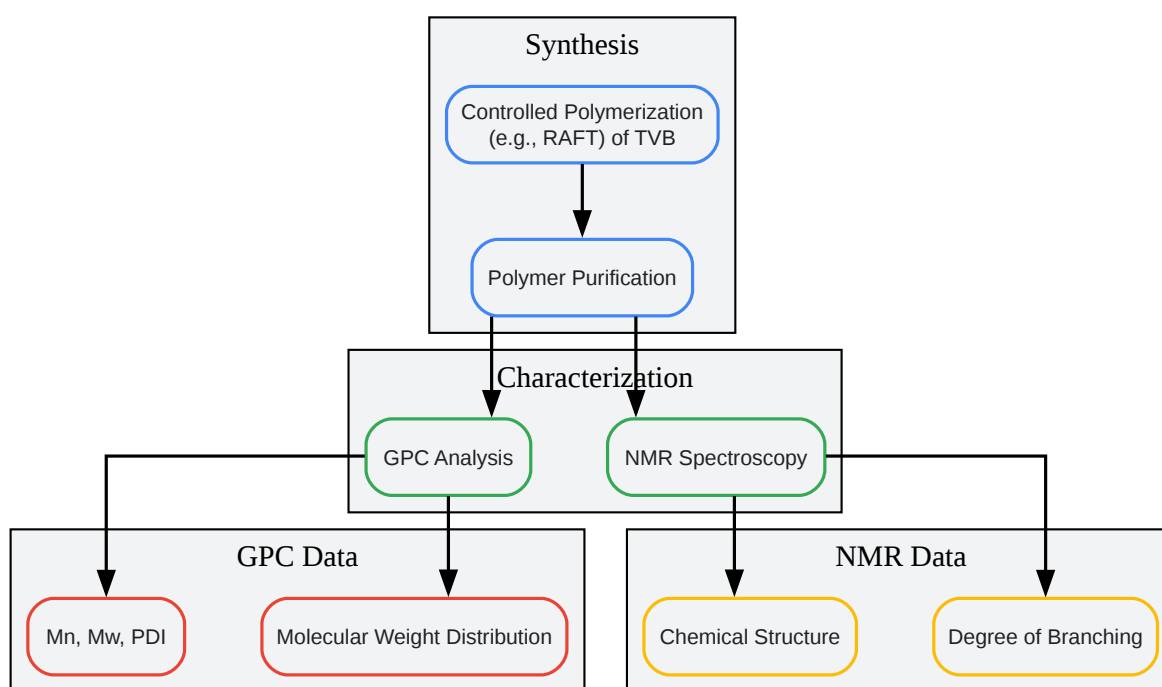 Synthesis
Controlled Polymerization
(e.g., RAFT) of TVB
Polymer Purification
Characterization
GPC Analysis
NMR Spectroscopy
GPC Data
NMR Data
Mn, Mw, PDI
Molecular Weight Distribution
Chemical Structure
Degree of Branching